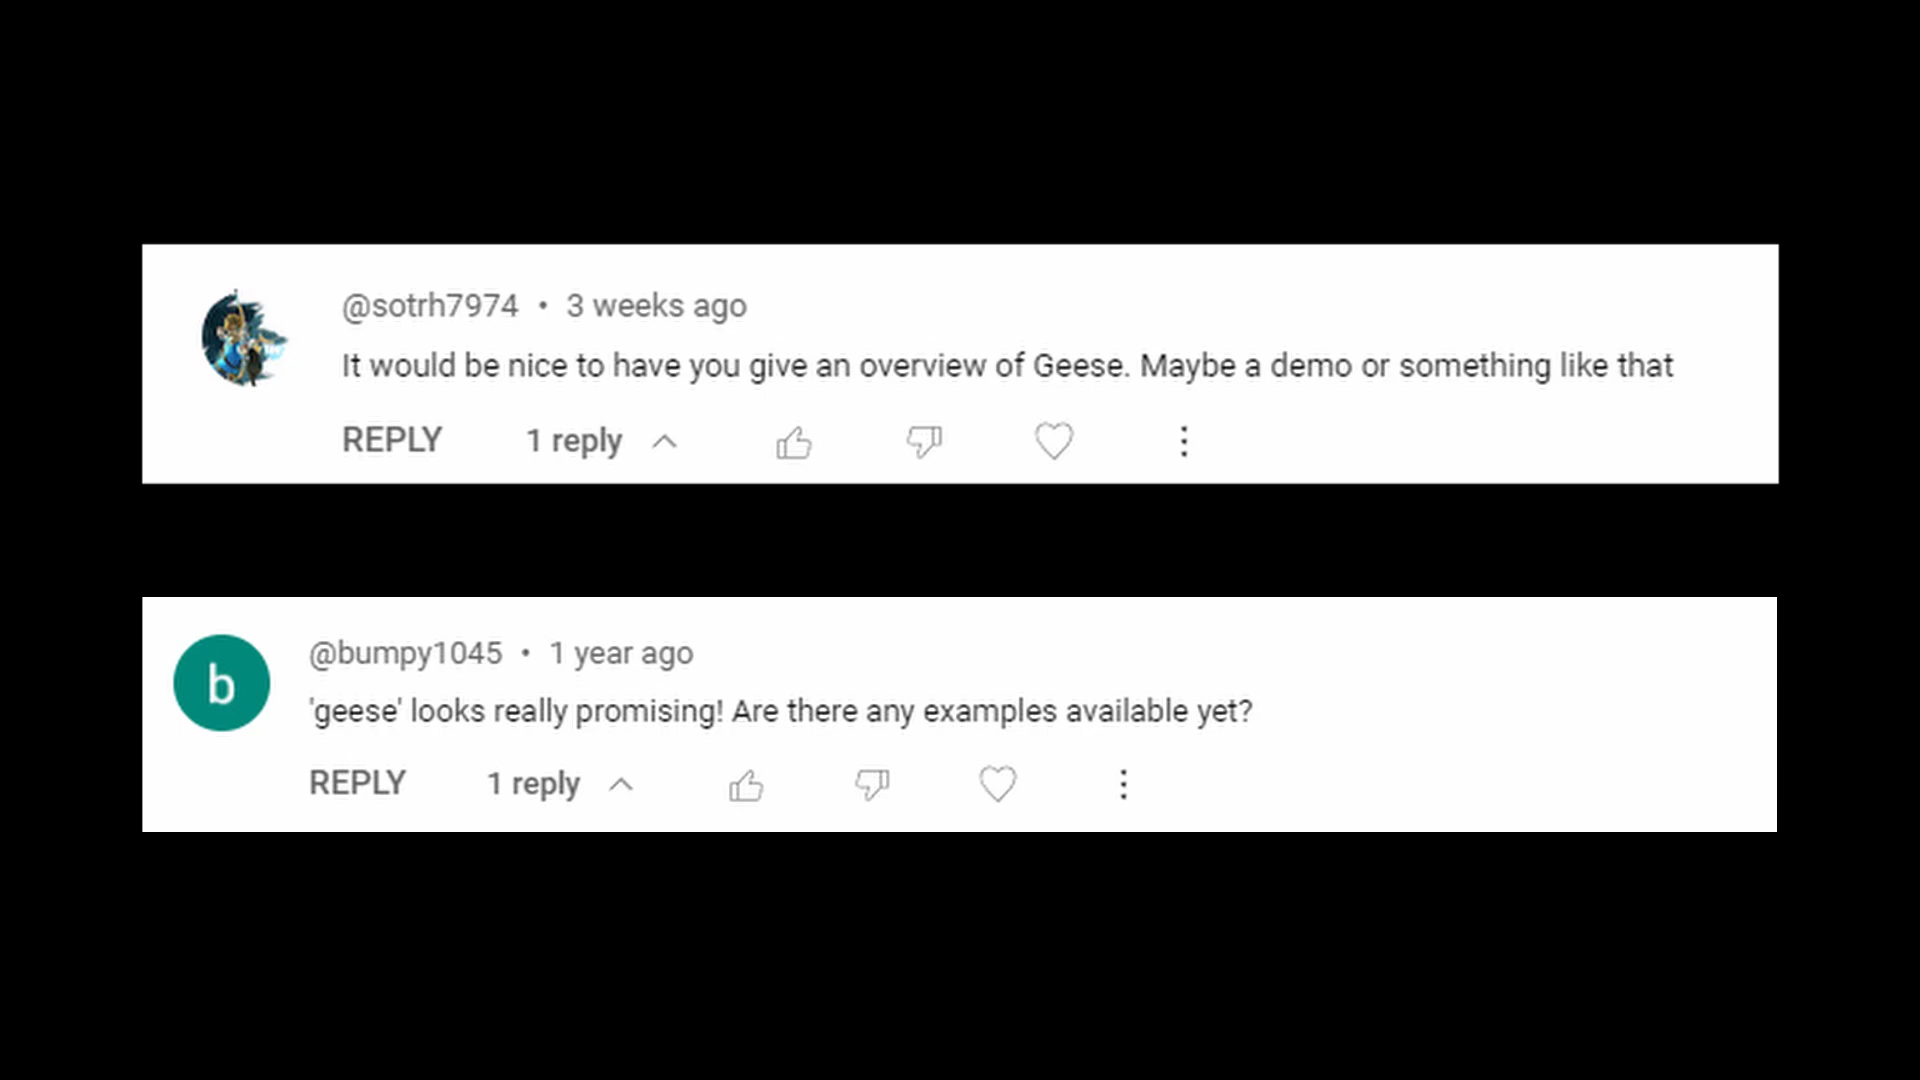 @sotrh7974 • 3 weeks ago
It would be nice to have you give an overview of Geese. Maybe a demo or something like that
REPLY 1 reply
b
@bumpy1045 • 1 year ago
'geese' looks really promising! Are there any examples available yet?
REPLY 1 reply